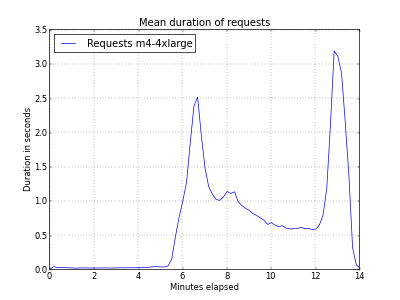 Mean duration of requests
3.5
Requests m4-4xlarge
3.0
2.5
2.0
1.5
1.0
0.5
0.0
Duration in seconds
0 2 4 6 8 10 12 14
Minutes elapsed